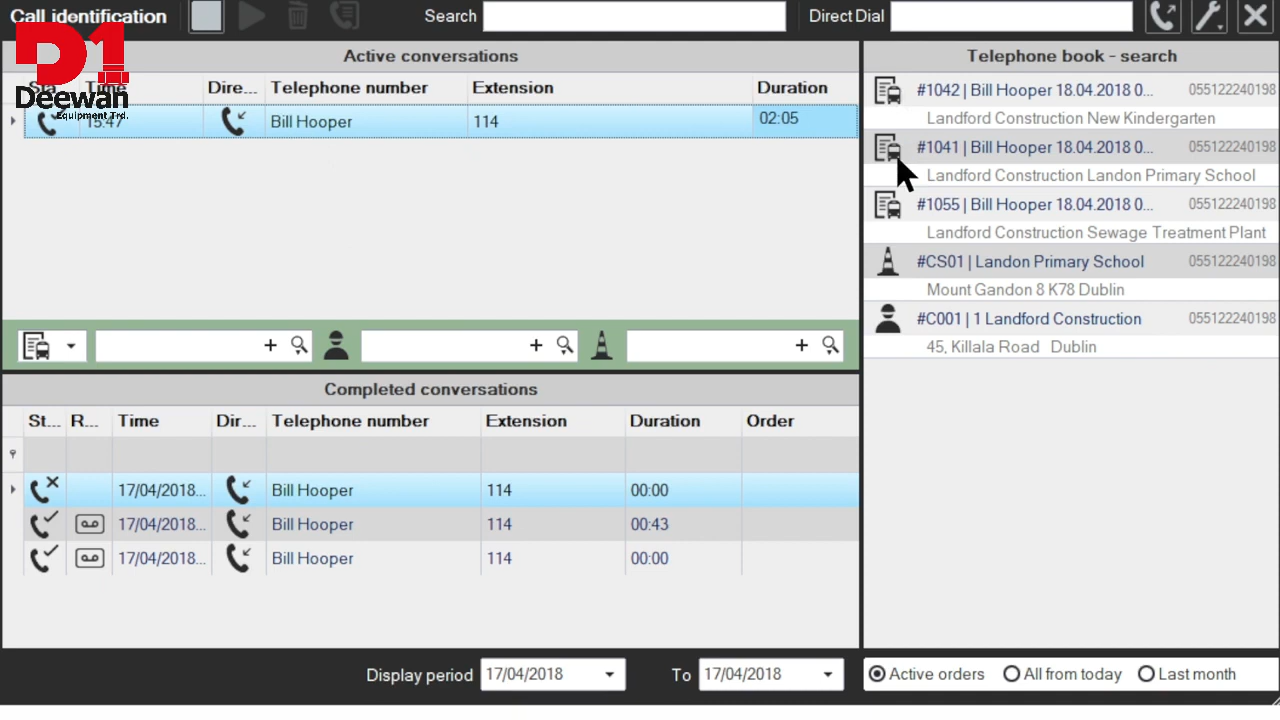 Call identification Search Direct Dial
D1
Deewan
Equipment Trd.
Active conversations
Sta... Time Dire... Telephone number Extension Duration
15:47 Bill Hooper 114 02:05
Completed conversations
St... R... Time Dir... Telephone number Extension Duration Order
17/04/2018... Bill Hooper 114 00:00
17/04/2018... Bill Hooper 114 00:43
17/04/2018... Bill Hooper 114 00:00
Display period 17/04/2018 To 17/04/2018
Telephone book - search
#1042 | Bill Hooper 18.04.2018 0... 055122240198
Landford Construction New Kindergarten
#1041 | Bill Hooper 18.04.2018 0... 055122240198
Landford Construction Landon Primary School
#1055 | Bill Hooper 18.04.2018 0... 055122240198
Landford Construction Sewage Treatment Plant
#CS01 | Landon Primary School 055122240198
Mount Gandon 8 K78 Dublin
#C001 | 1 Landford Construction 055122240198
45, Killala Road Dublin
Active orders All from today Last month